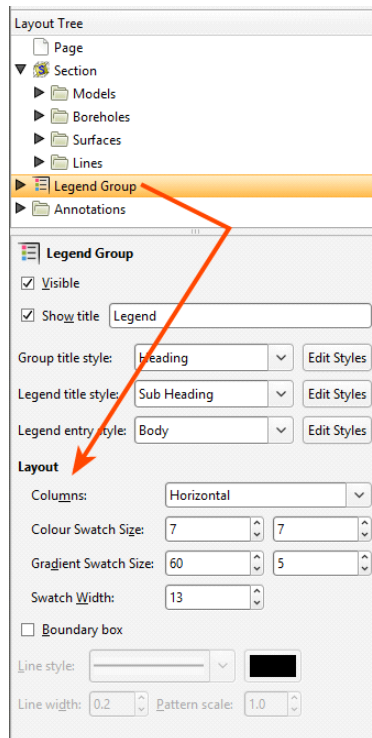 Layout Tree
Page
Section
Models
Boreholes
Surfaces
Lines
Legend Group
Annotations
Legend Group
Visible
Show title Legend
Group title style: Heading Edit Styles
Legend title style: Sub Heading Edit Styles
Legend entry style: Body Edit Styles
Layout
Columns: Horizontal
Colour Swatch Size: 7 7
Gradient Swatch Size: 60 5
Swatch Width: 13
Boundary box
Line style:
Line width: 0.2 Pattern scale: 1.0